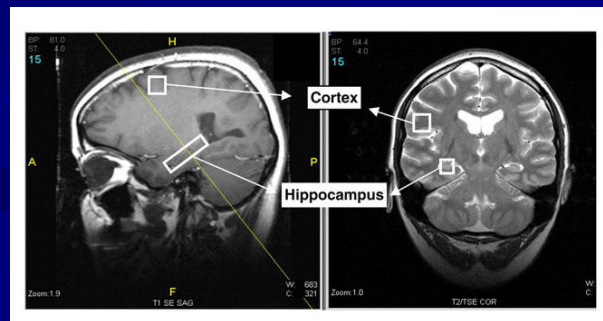 BP: 81.0
ST: 4.0
15
H
A
P
F
Zoom:1.9
T1 SE SAG
W: 683
C: 321
Cortex
Hippocampus
BP: 64.4
ST: 4.0
15
Zoom:1.0
T2/TSE COR